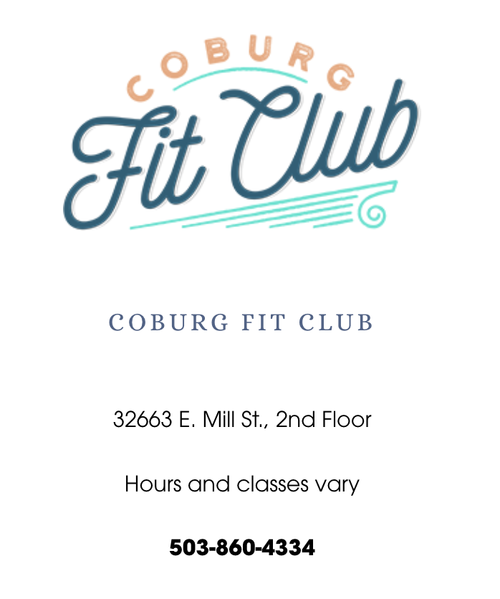 COBURG
Fit Club
COBURG FIT CLUB
32663 E. Mill St., 2nd Floor
Hours and classes vary
503-860-4334